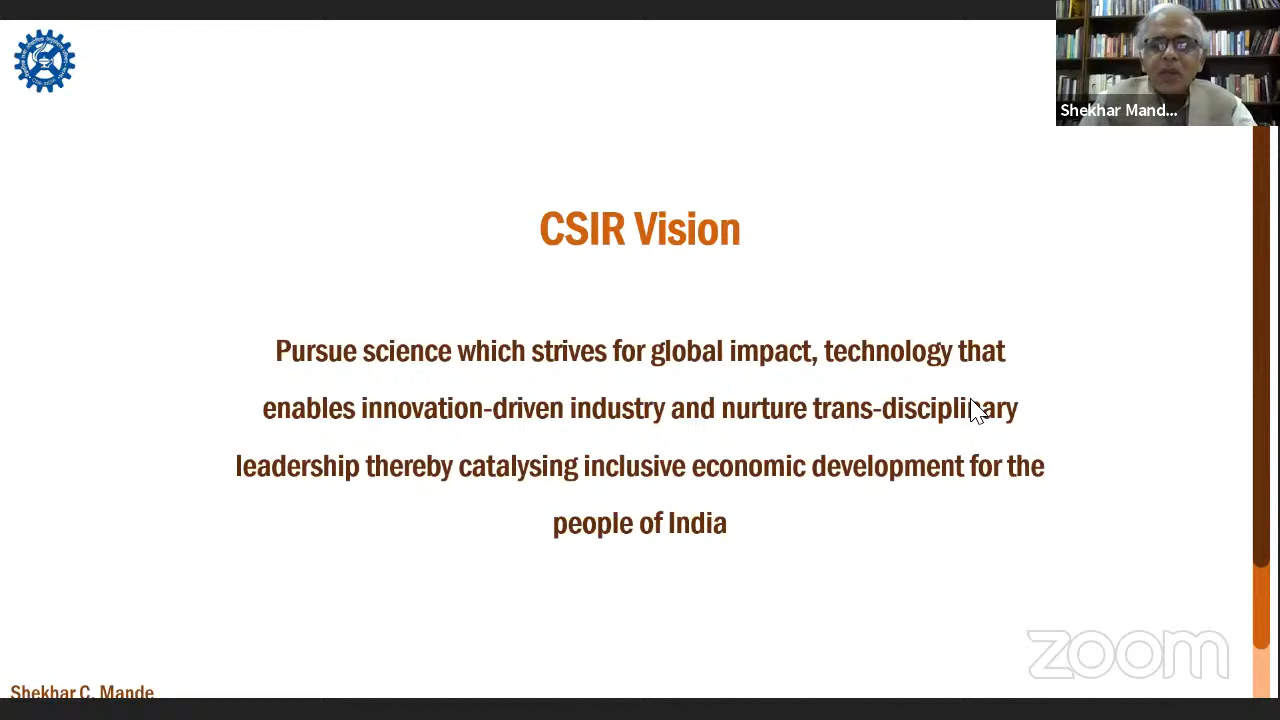 Shekhar Mand...
CSIR Vision
Pursue science which strives for global impact, technology that
enables innovation-driven industry and nurture trans-disciplinary
leadership thereby catalysing inclusive economic development for the
people of India
zoom
Shekhar C. Mande